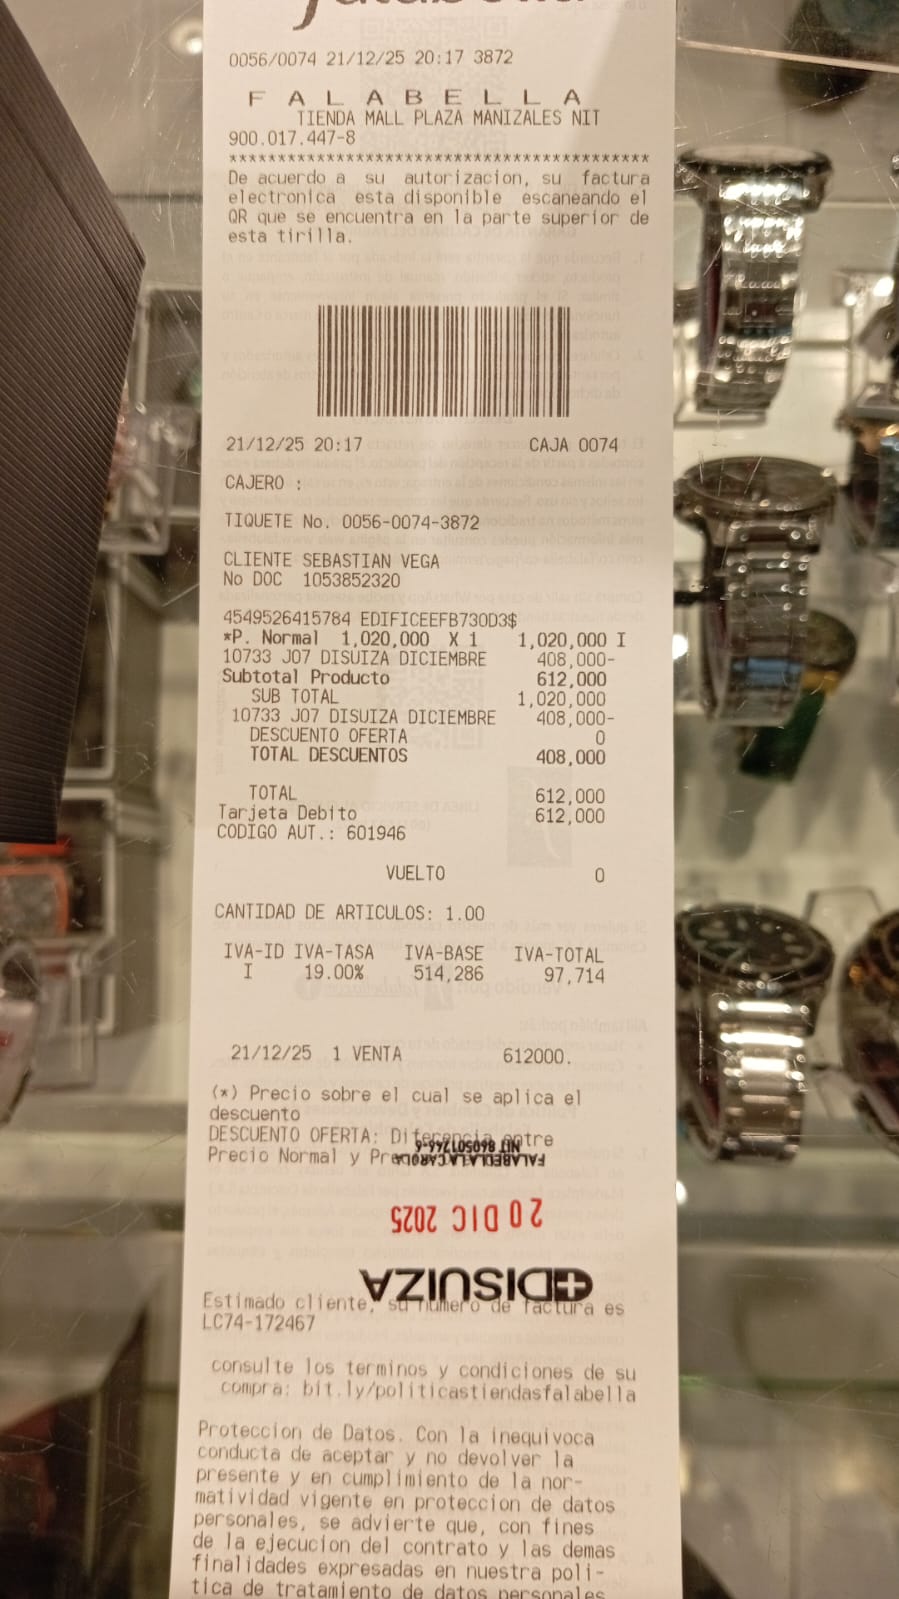 0056/0074 21/12/25 20:17 3872
F A L A B E L L A
TIENDA MALL PLAZA MANIZALES NIT
900.017.447-8
******************************************
De acuerdo a su autorizacion, su factura
electronica esta disponible escaneando el
QR que se encuentra en la parte superior de
esta tirilla.
21/12/25 20:17 CAJA 0074
CAJERO :
TIQUETE No. 0056-0074-3872
CLIENTE SEBASTIAN VEGA
No DOC 1053852320
4549526415784 EDIFICEEFB730D3$
*P. Normal 1,020,000 X 1 1,020,000 I
10733 J07 DISUIZA DICIEMBRE 408,000-
Subtotal Producto 612,000
SUB TOTAL 1,020,000
10733 J07 DISUIZA DICIEMBRE 408,000-
DESCUENTO OFERTA 0
TOTAL DESCUENTOS 408,000
TOTAL 612,000
Tarjeta Debito 612,000
CODIGO AUT.: 601946
VUELTO 0
CANTIDAD DE ARTICULOS: 1.00
IVA-ID IVA-TASA IVA-BASE IVA-TOTAL
I 19.00% 514,286 97,714
21/12/25 1 VENTA 612000.
(*) Precio sobre el cual se aplica el
descuento
DESCUENTO OFERTA: Diferencia entre
Precio Normal y
FALABELLA LA CAROLA
20 DIC 2025
DISUIZA
Estimado cliente, su numero de factura es
LC74-172467
consulte los terminos y condiciones de su
compra: bit.ly/politicastiendasfalabella
Proteccion de Datos. Con la inequivoca
conducta de aceptar y no devolver la
presente y en cumplimiento de la nor-
matividad vigente en proteccion de datos
personales, se advierte que, con fines
de la ejecucion del contrato y las demas
finalidades expresadas en nuestra poli-
tica de tratamiento de datos personales